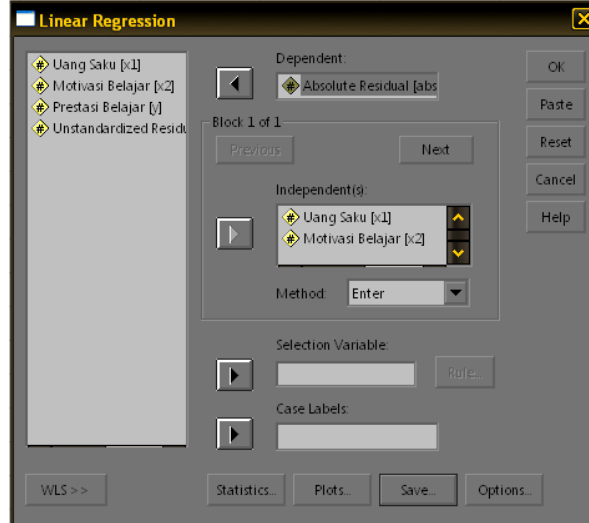 Linear Regression
Uang Saku [x1]
Motivasi Belajar [x2]
Prestasi Belajar [y]
Unstandardized Residu
Dependent:
Absolute Residual [abs
Block 1 of 1
Previous
Next
Independent(s):
Uang Saku [x1]
Motivasi Belajar [x2]
Method:
Enter
Selection Variable:
Rule...
Case Labels:
WLS >>
Statistics...
Plots...
Save...
Options...
OK
Paste
Reset
Cancel
Help